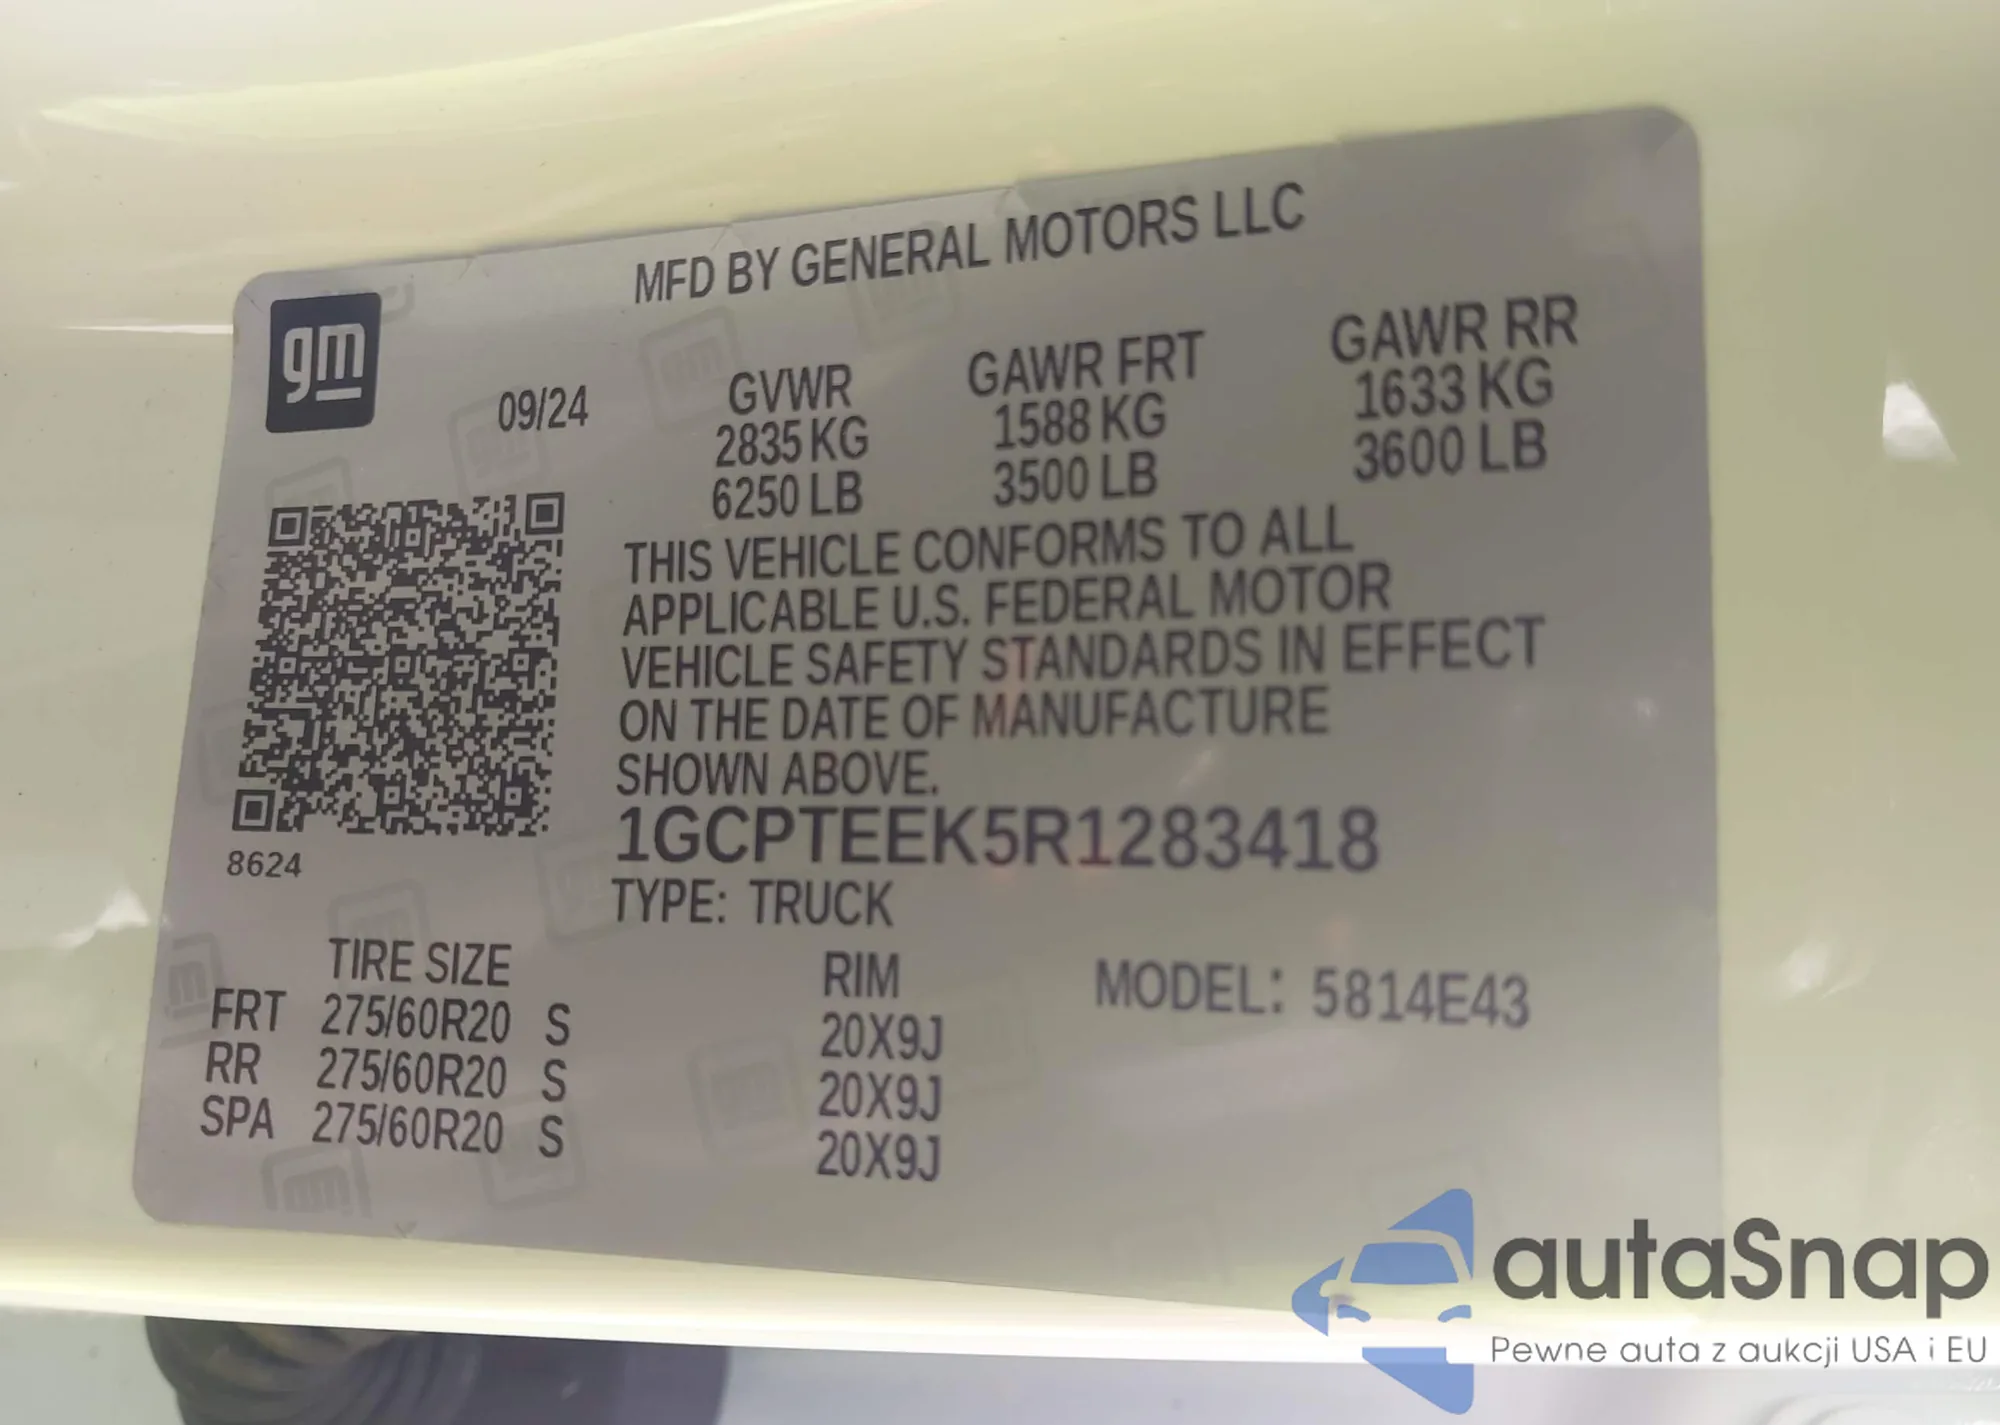 MFD BY GENERAL MOTORS LLC
gm
09/24
GVWR GAWR FRT GAWR RR
2835 KG 1588 KG 1633 KG
6250 LB 3500 LB 3600 LB
THIS VEHICLE CONFORMS TO ALL
APPLICABLE U.S. FEDERAL MOTOR
VEHICLE SAFETY STANDARDS IN EFFECT
ON THE DATE OF MANUFACTURE
SHOWN ABOVE.
1GCPTEEK5R1283418
8624
TYPE: TRUCK
TIRE SIZE RIM MODEL: 5814E43
FRT 275/60R20 S 20X9J
RR 275/60R20 S 20X9J
SPA 275/60R20 S 20X9J
autaSnap
Pewne auta z aukcji USA i EU